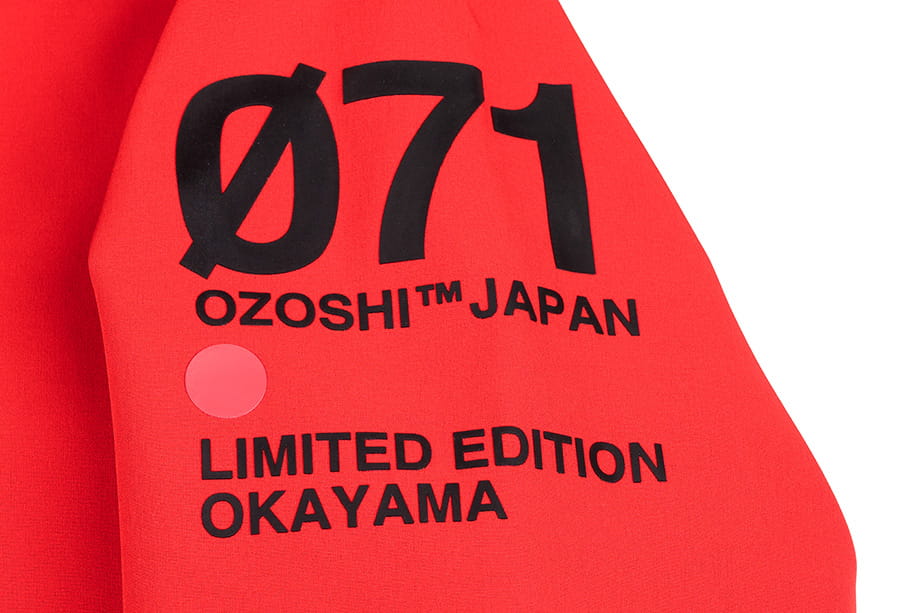 Ø71
OZOSHI™ JAPAN
LIMITED EDITION
OKAYAMA